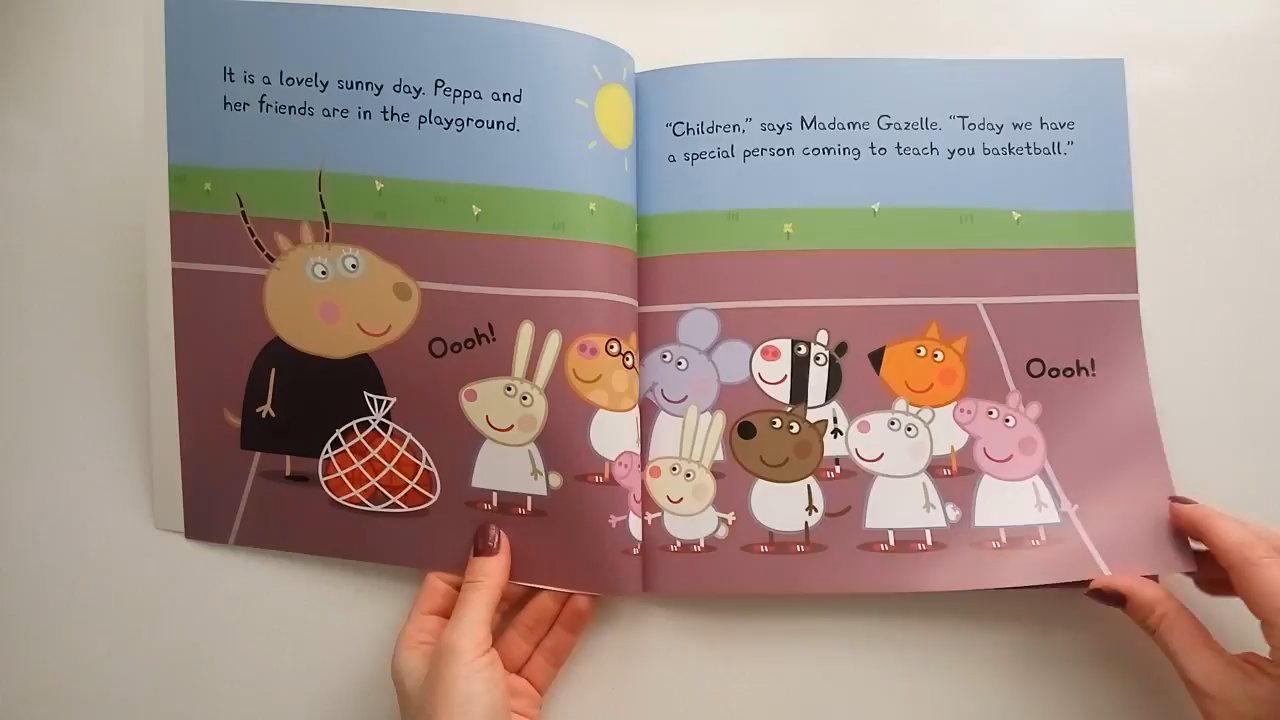 It is a lovely sunny day. Peppa and
her friends are in the playground.
Oooh!
“Children,” says Madame Gazelle. “Today we have
a special person coming to teach you basketball.”
Oooh!